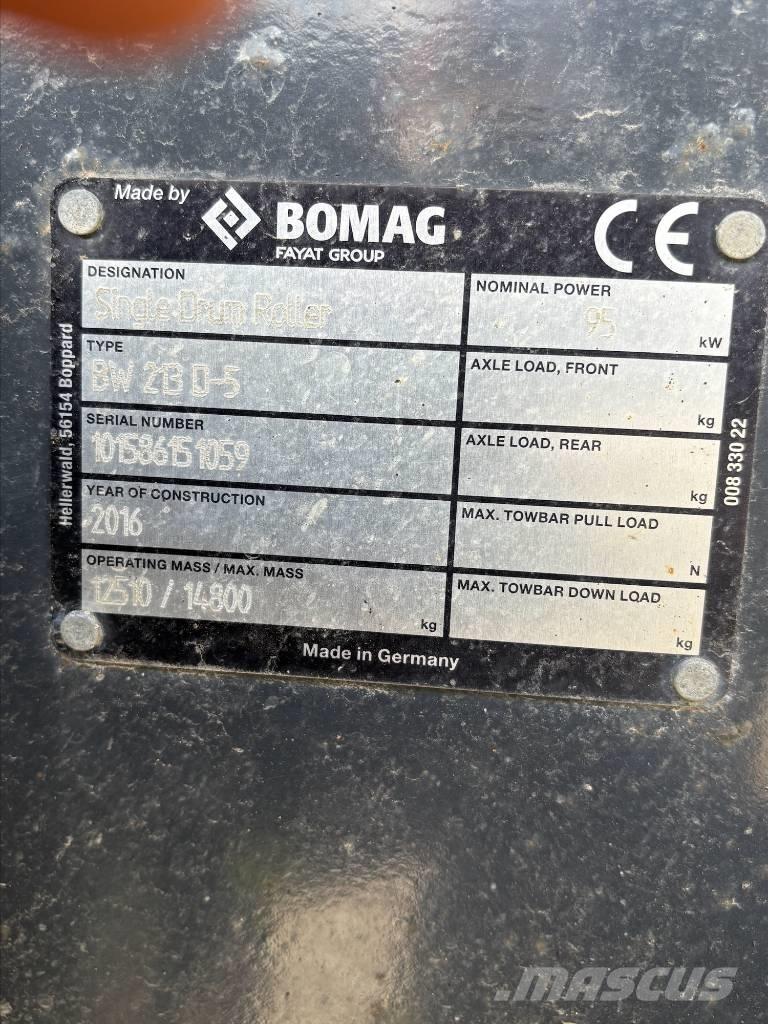 Made by
BOMAG
FAYAT GROUP
CE
DESIGNATION
Single Drum Roller
NOMINAL POWER
95
kW
TYPE
BW 213 D-5
AXLE LOAD, FRONT
kg
SERIAL NUMBER
101586151059
AXLE LOAD, REAR
kg
YEAR OF CONSTRUCTION
2016
MAX. TOWBAR PULL LOAD
N
OPERATING MASS / MAX. MASS
12510 / 14800
kg
MAX. TOWBAR DOWN LOAD
kg
Made in Germany
Hellerwald, 56154 Boppard
008 330 22
mascus